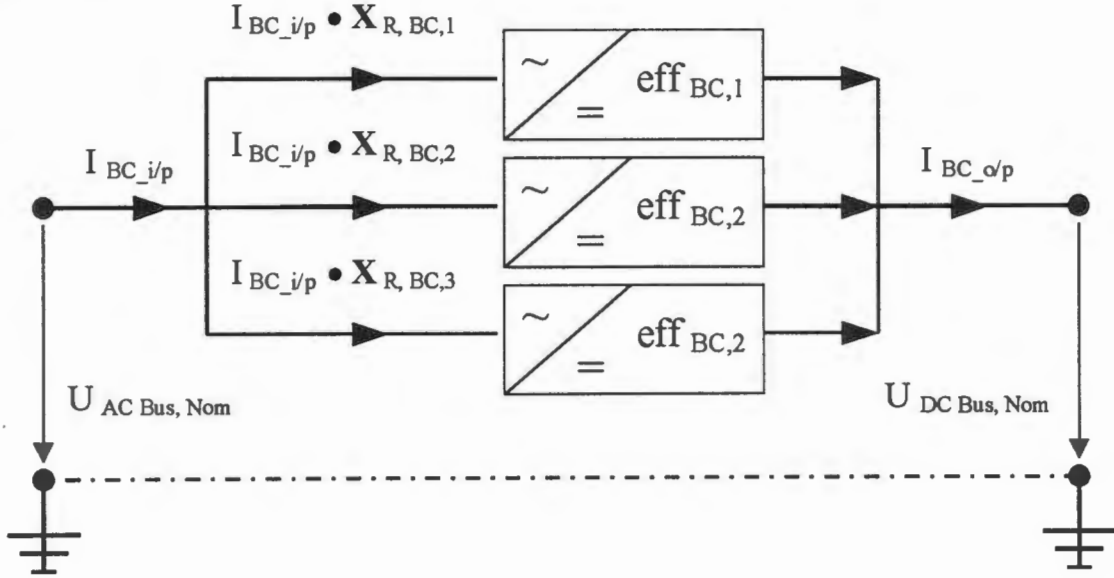 I BC_i/p • X R, BC,1
~ = eff BC,1
I BC_i/p • X R, BC,2
I BC_i/p
~ = eff BC,2
I BC_o/p
I BC_i/p • X R, BC,3
~ = eff BC,2
U AC Bus, Nom
U DC Bus, Nom